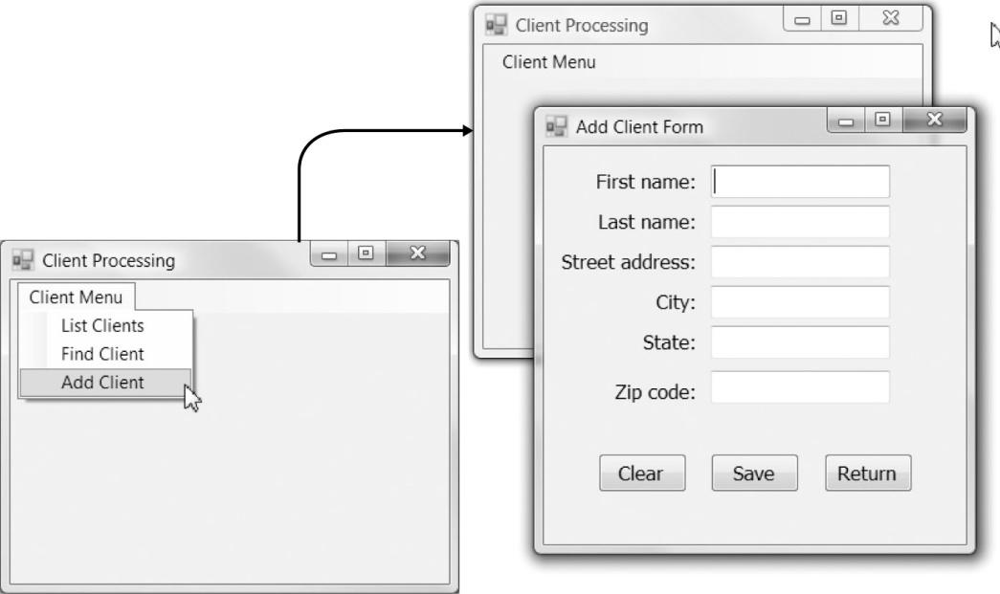 Client Processing
Client Menu
List Clients
Find Client
Add Client
Client Processing
Client Menu
Add Client Form
First name:
Last name:
Street address:
City:
State:
Zip code:
Clear Save Return